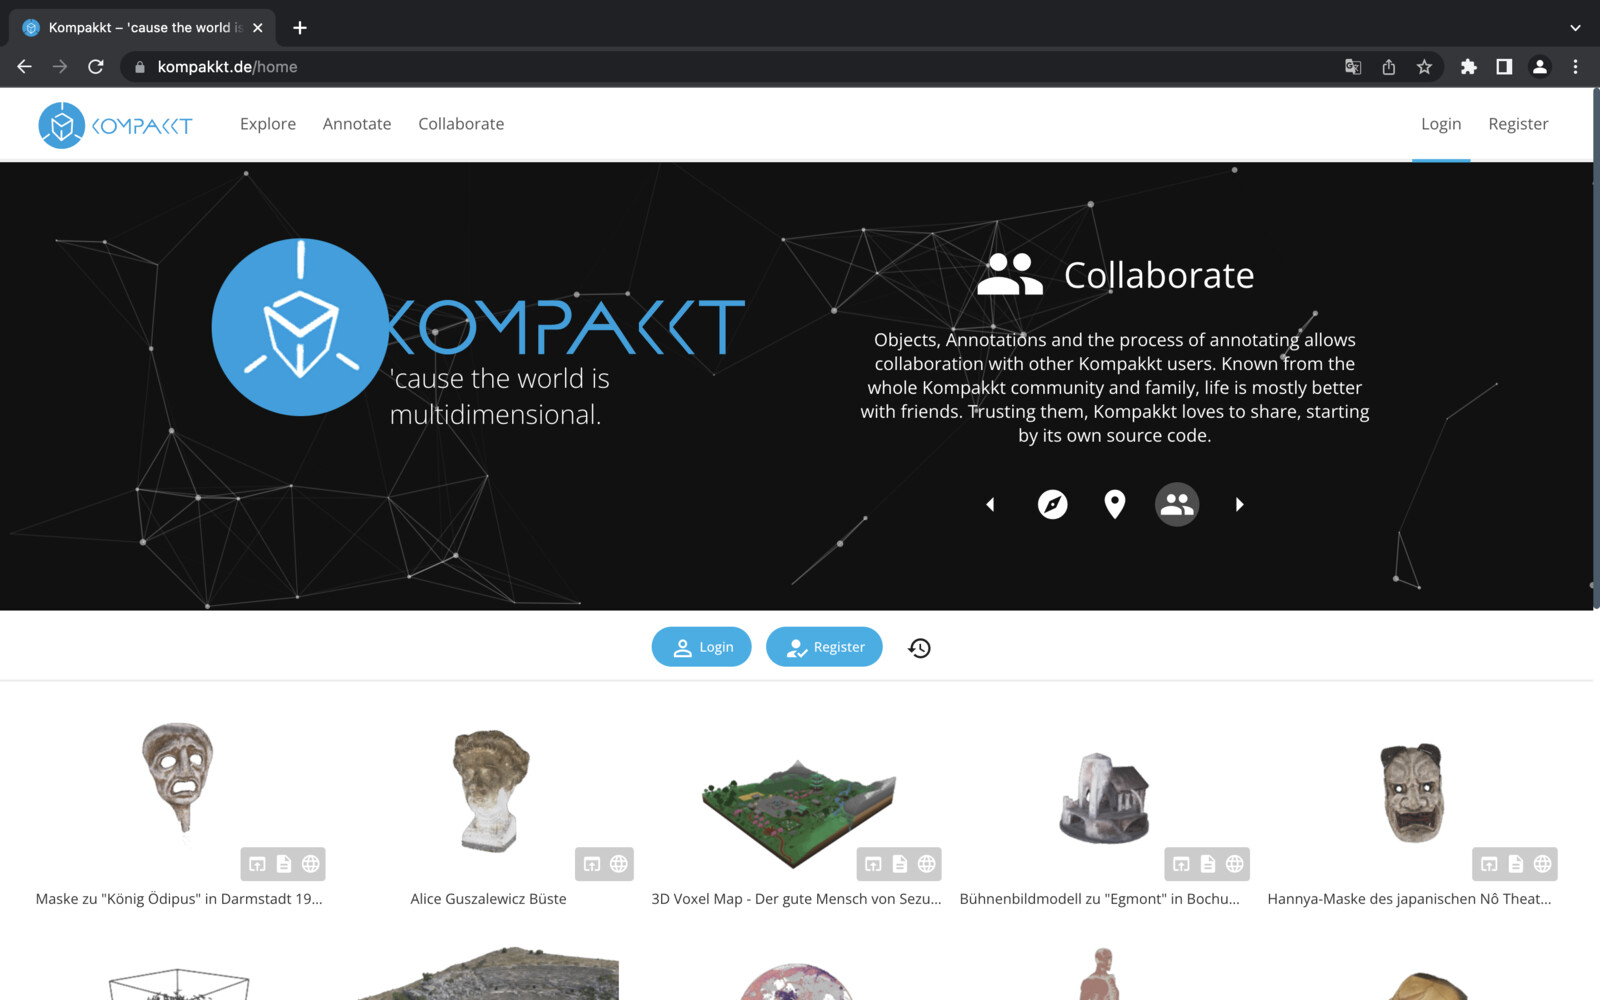 Kompakkt – 'cause the world is
kompakkt.de/home
KOMPAKKT
Explore
Annotate
Collaborate
Login
Register
KOMPAKKT
'cause the world is
multidimensional.
Collaborate
Objects, Annotations and the process of annotating allows
collaboration with other Kompakkt users. Known from the
whole Kompakkt community and family, life is mostly better
with friends. Trusting them, Kompakkt loves to share, starting
by its own source code.
Login
Register
Maske zu "König Ödipus" in Darmstadt 19...
Alice Guszalewicz Büste
3D Voxel Map - Der gute Mensch von Sezu...
Bühnenbildmodell zu "Egmont" in Bochu...
Hannya-Maske des japanischen Nô Theat...